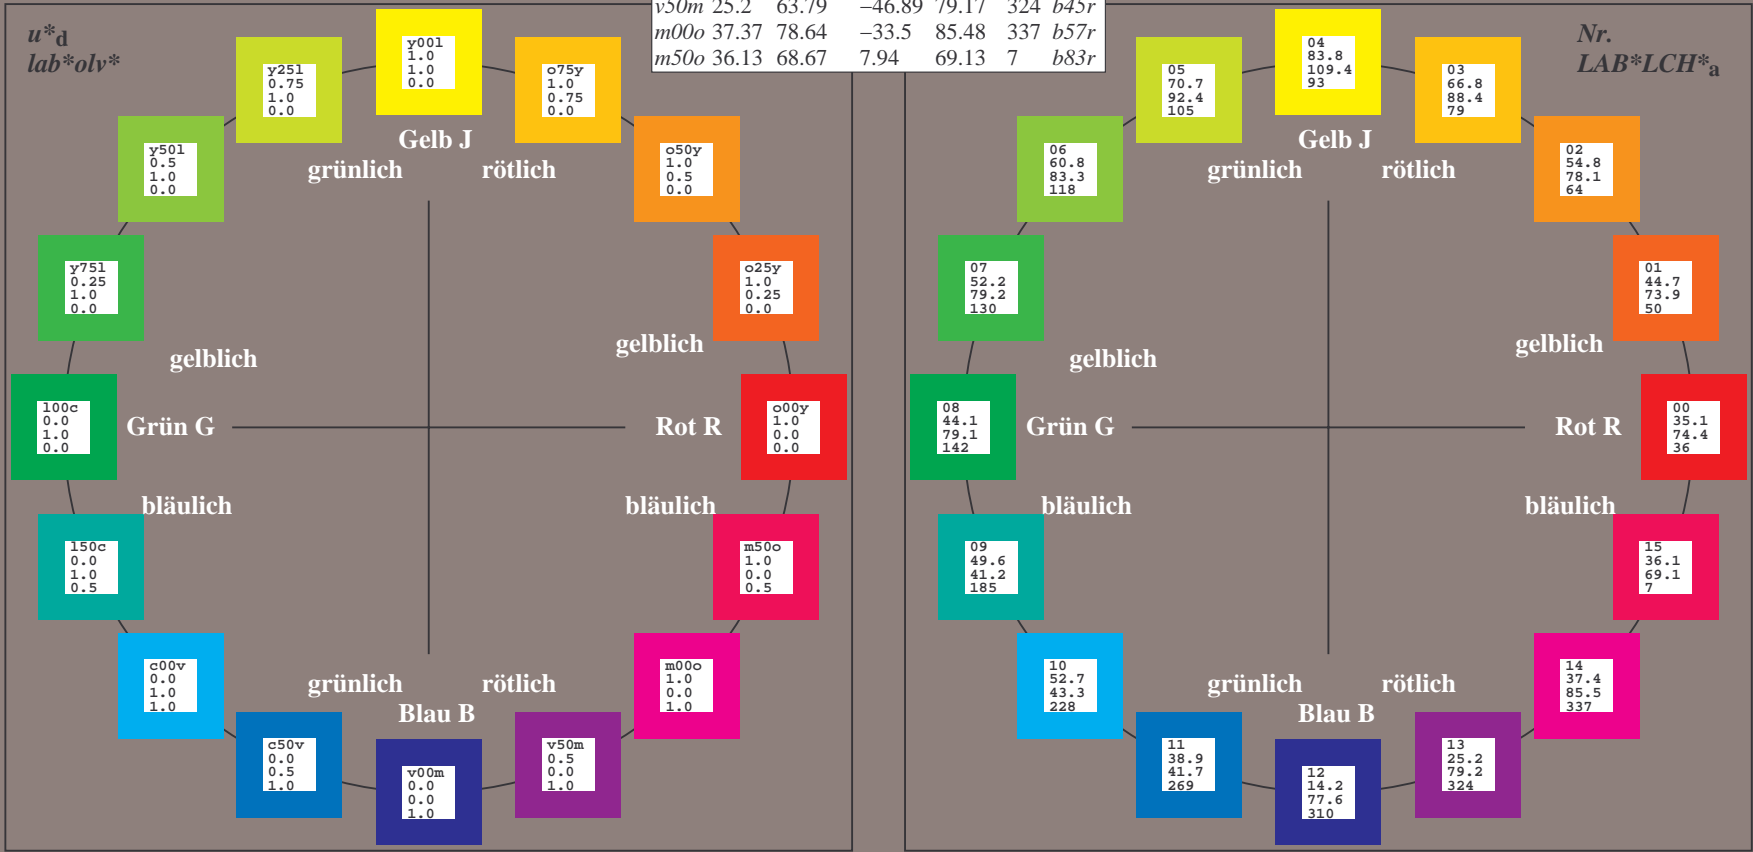 v50m 25.2 63.79 −46.89 79.17 324 b45r
m00o 37.37 78.64 −33.5 85.48 337 b57r
m50o 36.13 68.67 7.94 69.13 7 b83r
u*d
lab*olv*
y00l
1.0
1.0
0.0
y25l
0.75
1.0
0.0
o75y
1.0
0.75
0.0
y50l
0.5
1.0
0.0
o50y
1.0
0.5
0.0
y75l
0.25
1.0
0.0
o25y
1.0
0.25
0.0
l00c
0.0
1.0
0.0
o00y
1.0
0.0
0.0
l50c
0.0
1.0
0.5
m50o
1.0
0.0
0.5
c00v
0.0
1.0
1.0
m00o
1.0
0.0
1.0
c50v
0.0
0.5
1.0
v00m
0.0
0.0
1.0
v50m
0.5
0.0
1.0
Gelb J
grünlich rötlich
gelblich
gelblich
Grün G
Rot R
bläulich
bläulich
grünlich rötlich
Blau B
Nr.
LAB*LCH*a
04
83.8
109.4
93
05
70.7
92.4
105
03
66.8
88.4
79
06
60.8
83.3
118
02
54.8
78.1
64
07
52.2
79.2
130
01
44.7
73.9
50
08
44.1
79.1
142
00
35.1
74.4
36
09
49.6
41.2
185
15
36.1
69.1
7
10
52.7
43.3
228
14
37.4
85.5
337
11
38.9
41.7
269
12
14.2
77.6
310
13
25.2
79.2
324
Gelb J
grünlich rötlich
gelblich
gelblich
Grün G
Rot R
bläulich
bläulich
grünlich rötlich
Blau B